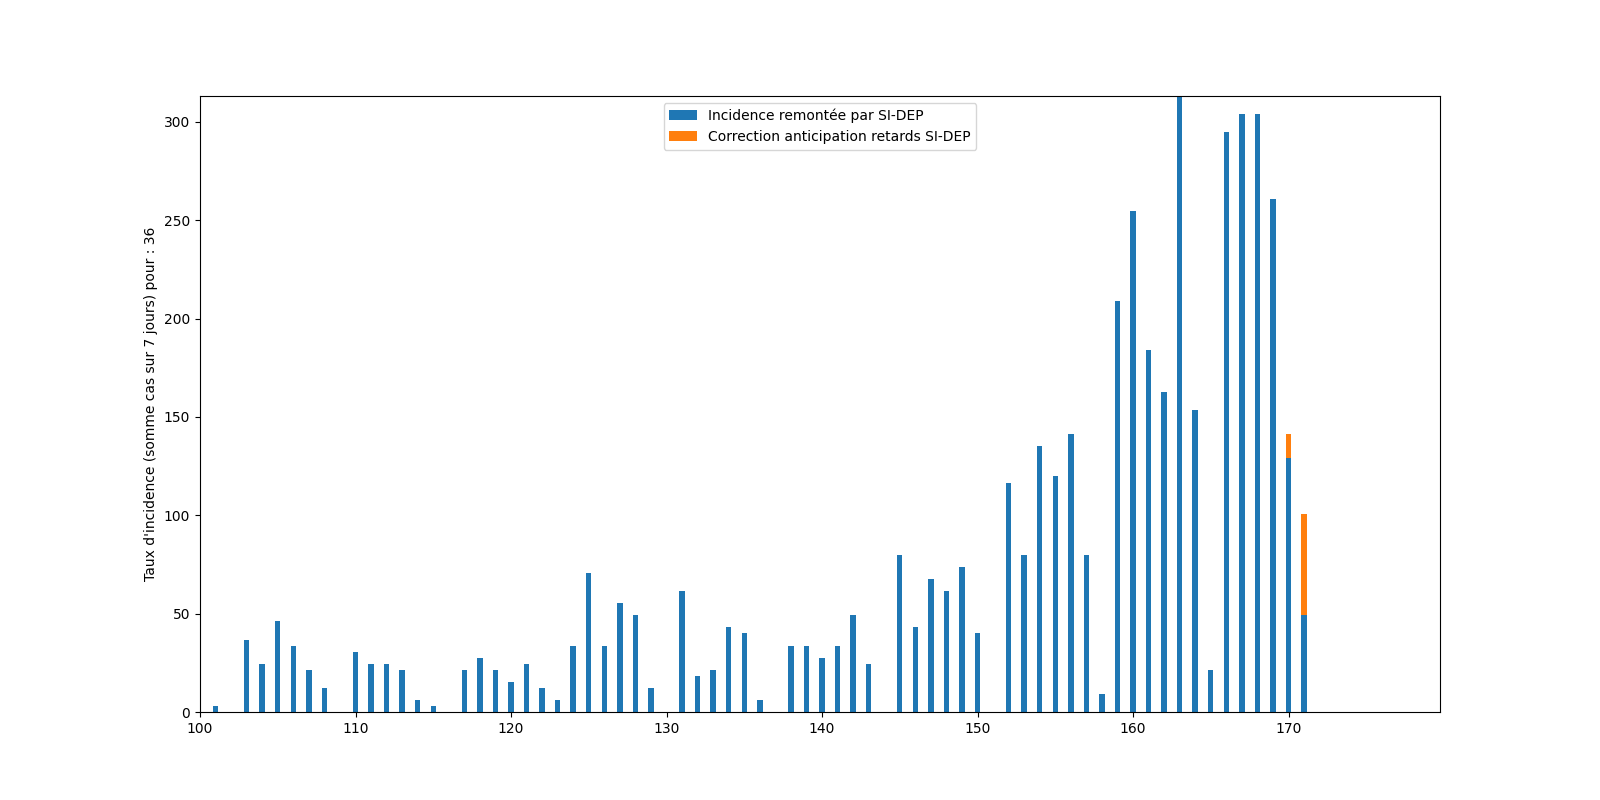 Incidence remontée par SI-DEP
Correction anticipation retards SI-DEP
Taux d'incidence (somme cas sur 7 jours) pour : 36
300
250
200
150
100
50
0
100 110 120 130 140 150 160 170